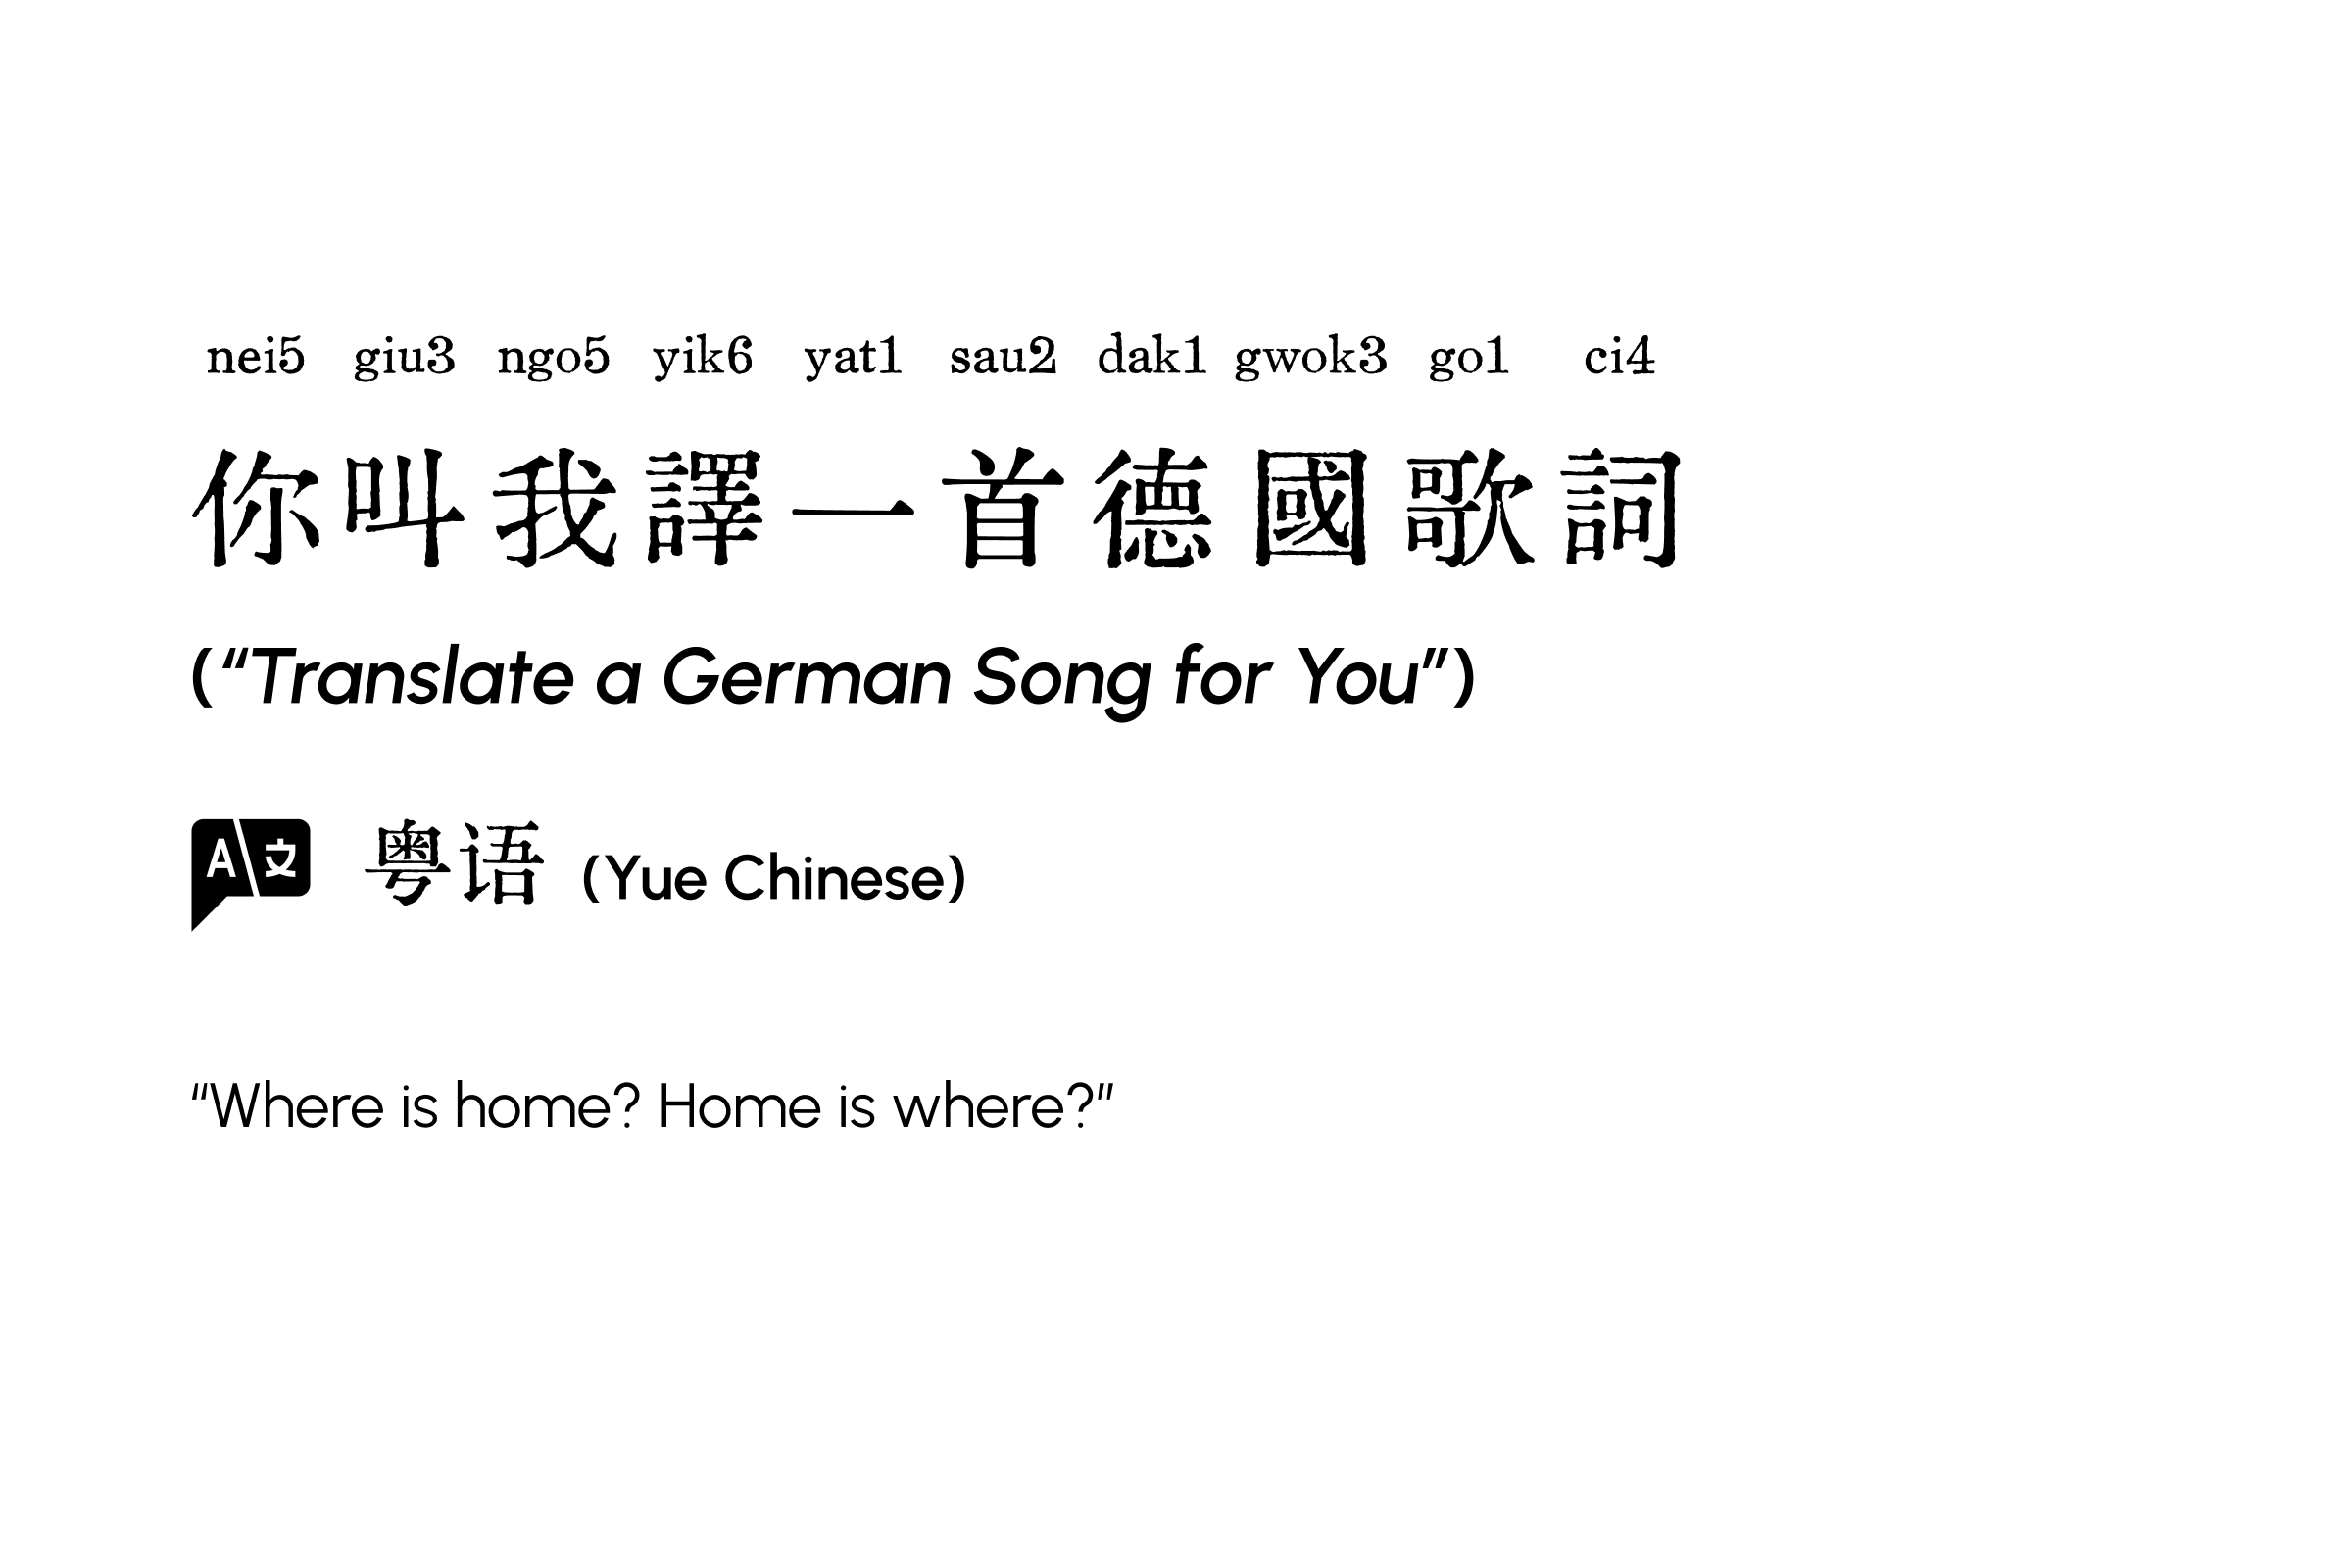 nei5 giu3 ngo5 yik6 yat1 sau2 dak1 gwok3 go1 ci4
你叫我譯一首德國歌詞
(“Translate a German Song for You”)
A 文 粤语 (Yue Chinese)
“Where is home? Home is where?”